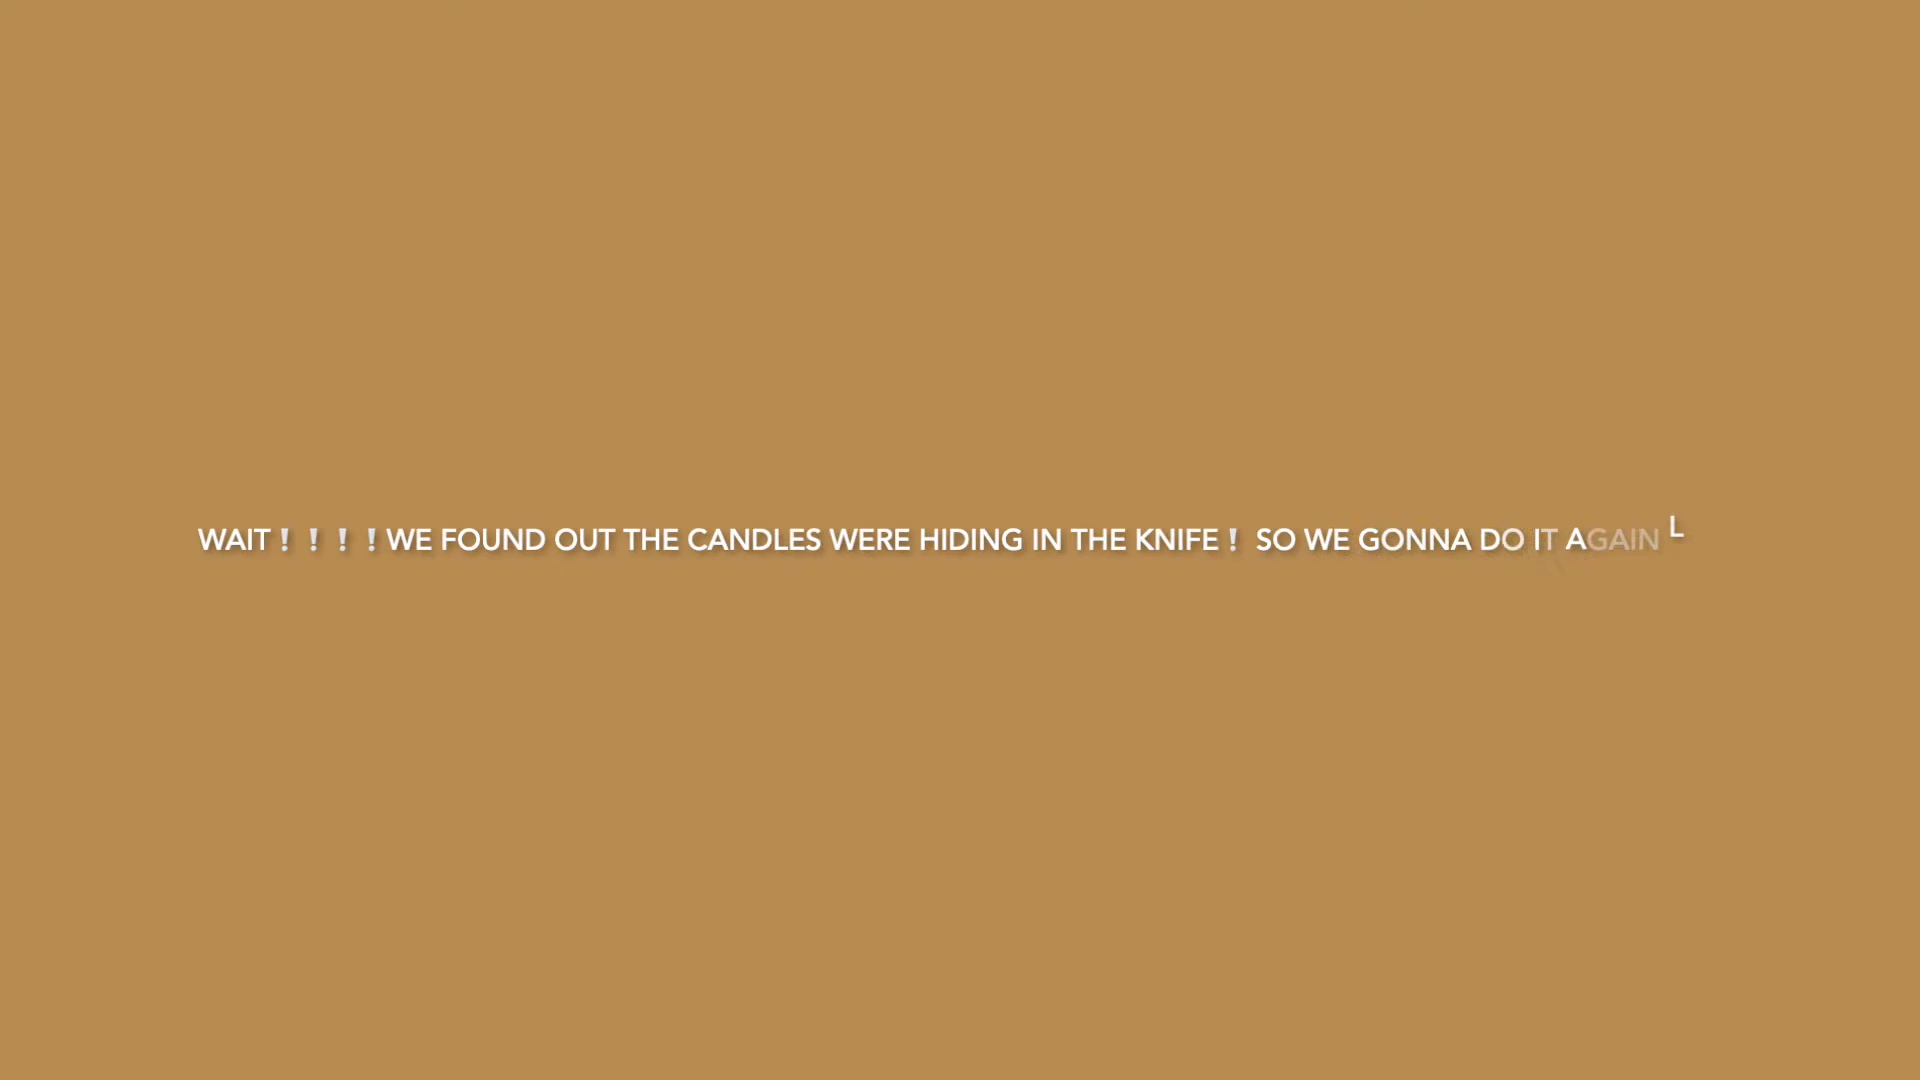 WAIT！！！！WE FOUND OUT THE CANDLES WERE HIDING IN THE KNIFE！ SO WE GONNA DO IT AGAIN L